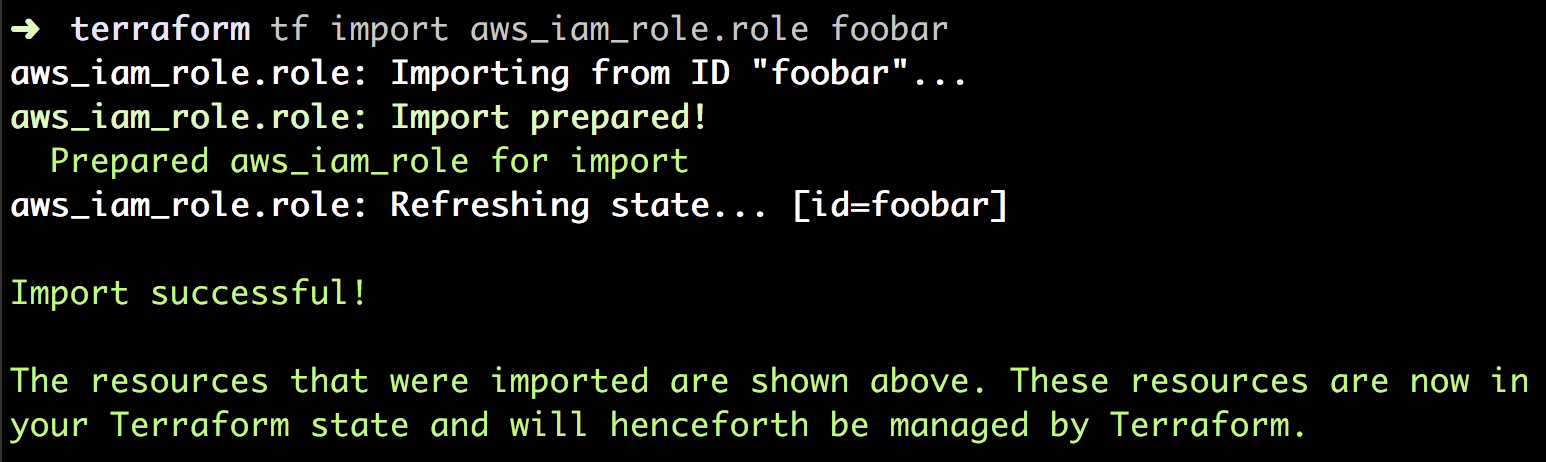 ➜  terraform tf import aws_iam_role.role foobar
aws_iam_role.role: Importing from ID "foobar"...
aws_iam_role.role: Import prepared!
  Prepared aws_iam_role for import
aws_iam_role.role: Refreshing state... [id=foobar]
Import successful!
The resources that were imported are shown above. These resources are now in
your Terraform state and will henceforth be managed by Terraform.